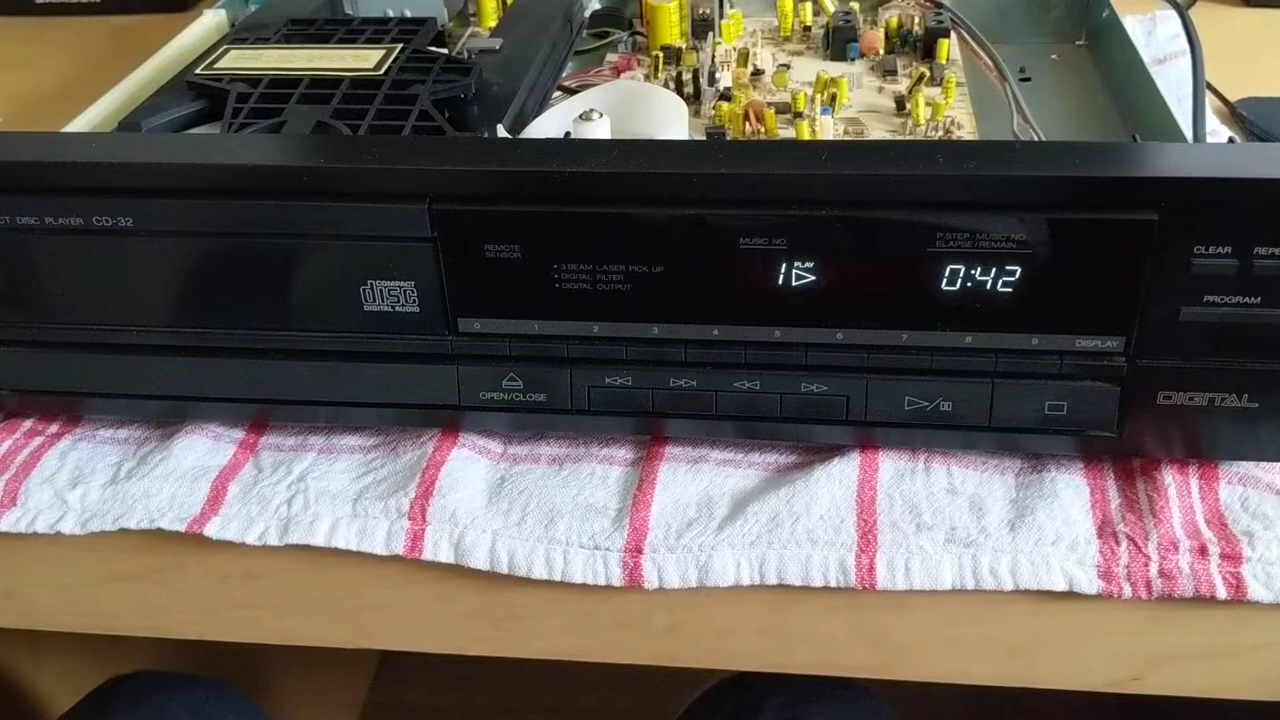 CT DISC PLAYER CD-32
COMPACT
disc
DIGITAL AUDIO
REMOTE
SENSOR
• 3 BEAM LASER PICK UP
• DIGITAL FILTER
• DIGITAL OUTPUT
MUSIC NO.
1 PLAY
P.STEP-MUSIC NO.
ELAPSE/REMAIN
0:42
0 1 2 3 4 5 6 7 8 9 DISPLAY
OPEN/CLOSE
CLEAR REPE
PROGRAM
DIGITAL